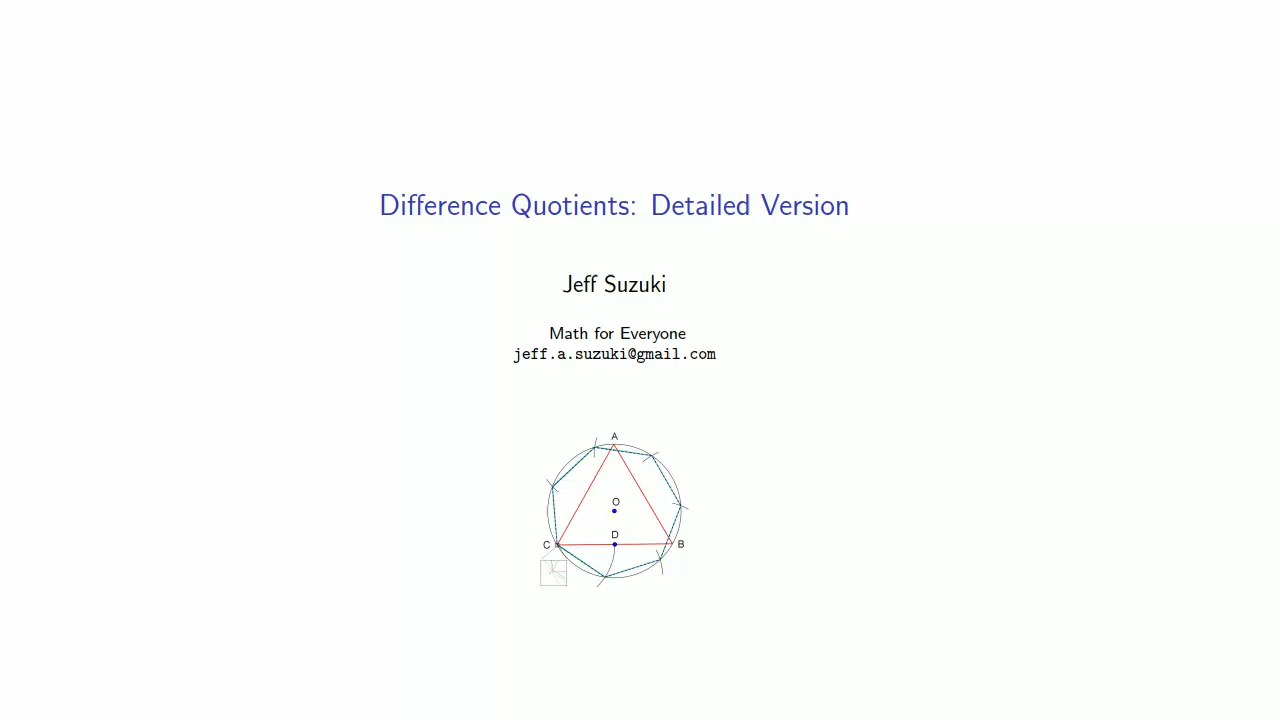 Difference Quotients: Detailed Version
Jeff Suzuki
Math for Everyone
jeff.a.suzuki@gmail.com
A
O
D
C
B